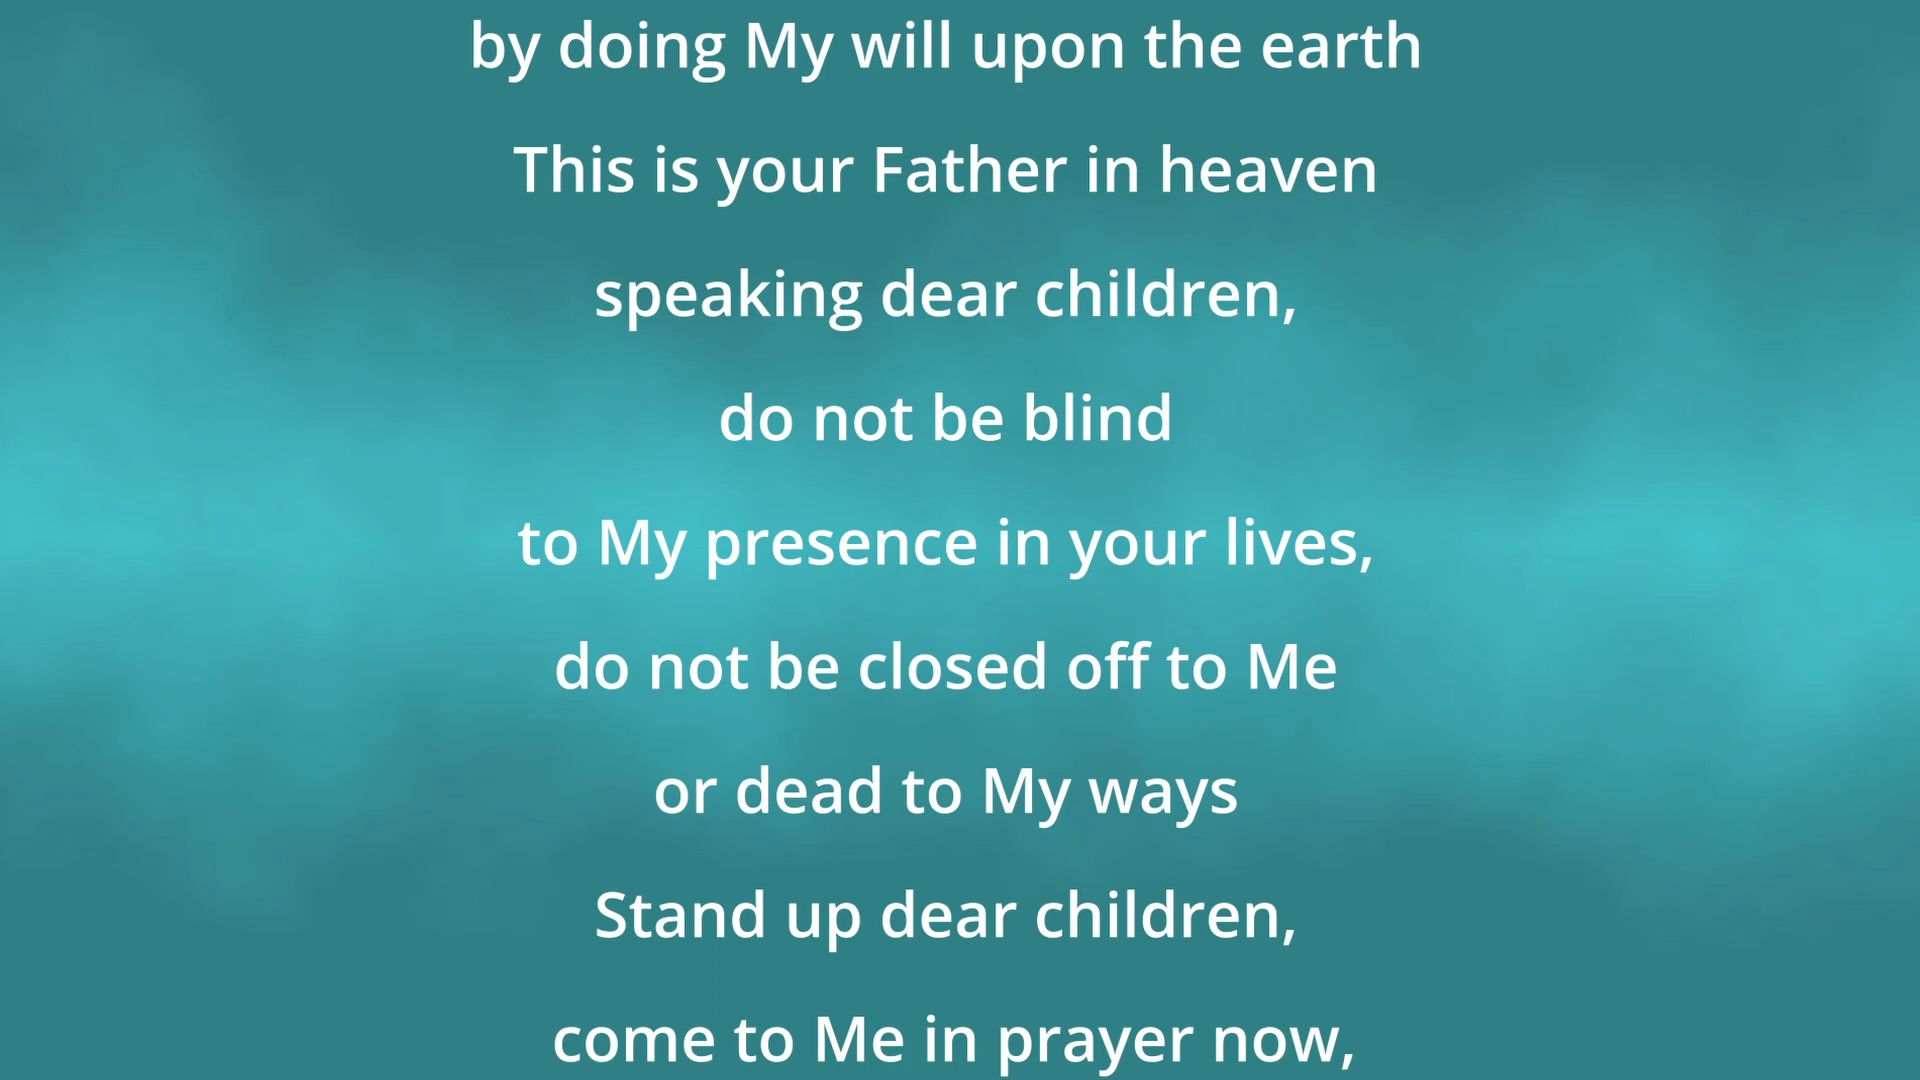 by doing My will upon the earth
This is your Father in heaven
speaking dear children,
do not be blind
to My presence in your lives,
do not be closed off to Me
or dead to My ways
Stand up dear children,
come to Me in prayer now,